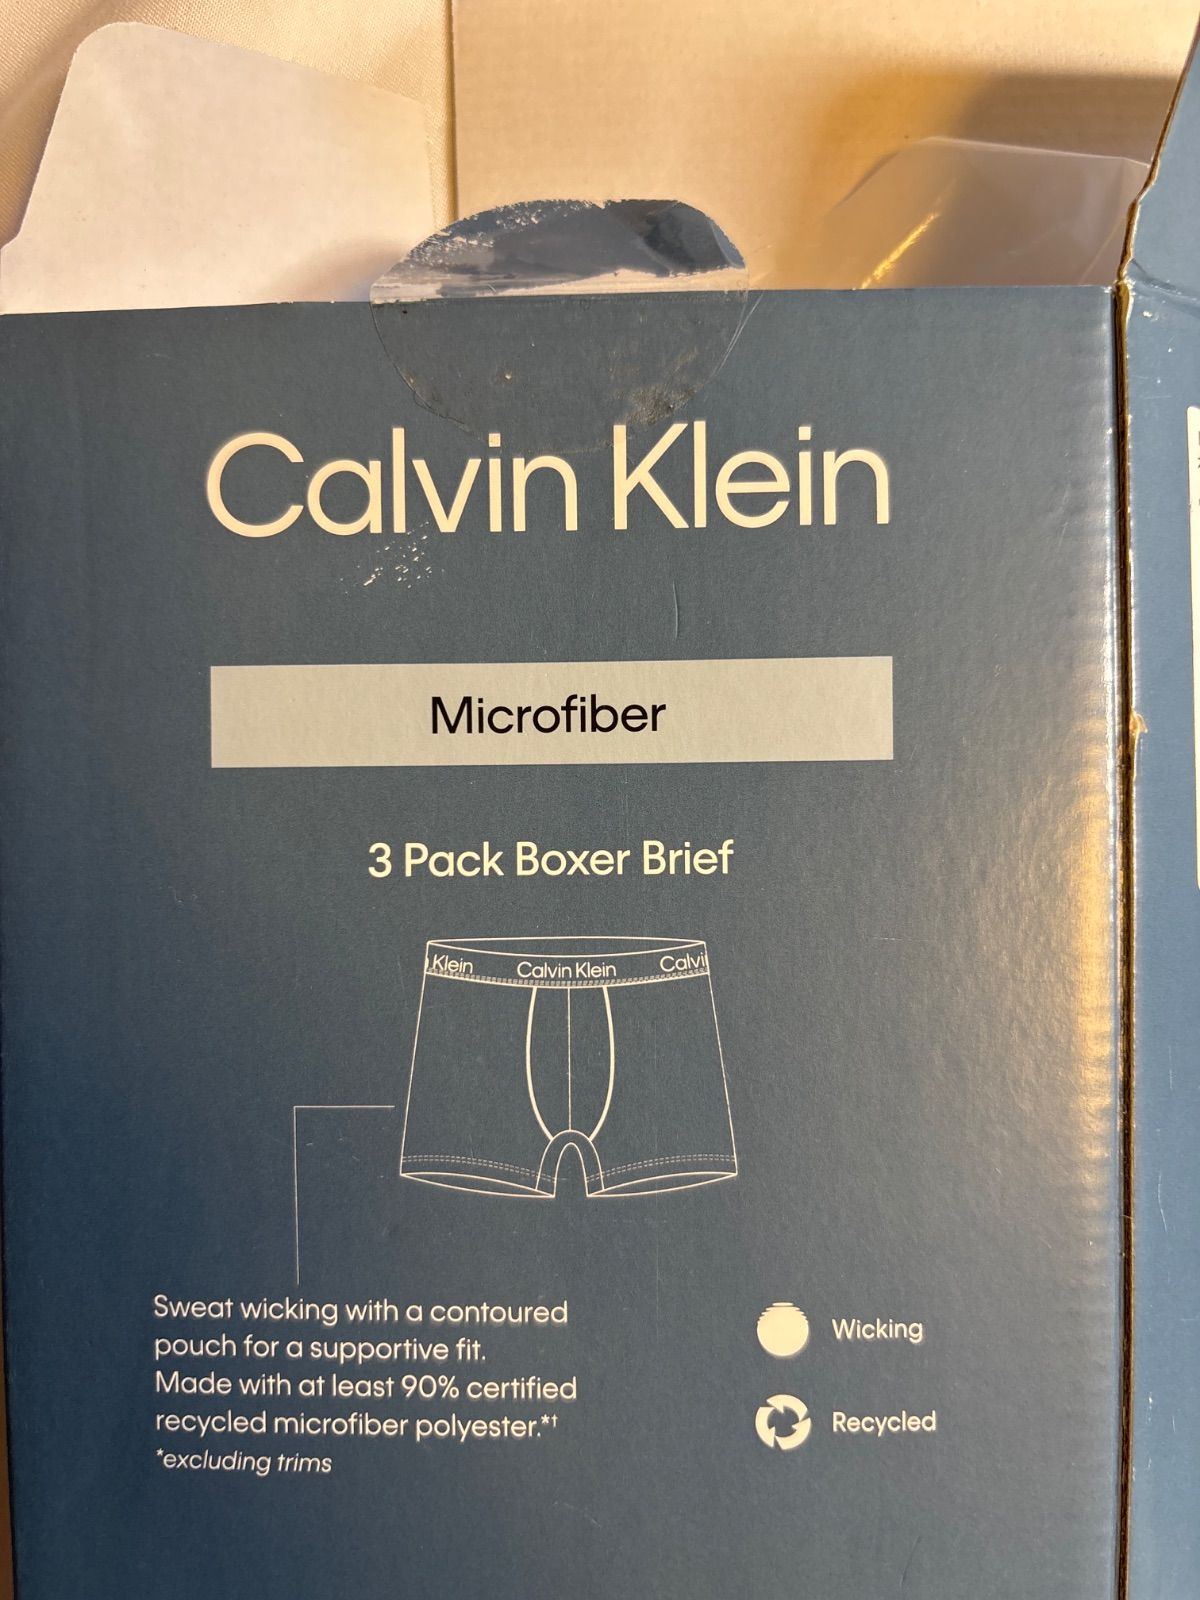 Calvin Klein
Microfiber
3 Pack Boxer Brief
Klein Calvin Klein Calvi
Sweat wicking with a contoured
pouch for a supportive fit.
Made with at least 90% certified
recycled microfiber polyester.*†
*excluding trims
Wicking
Recycled